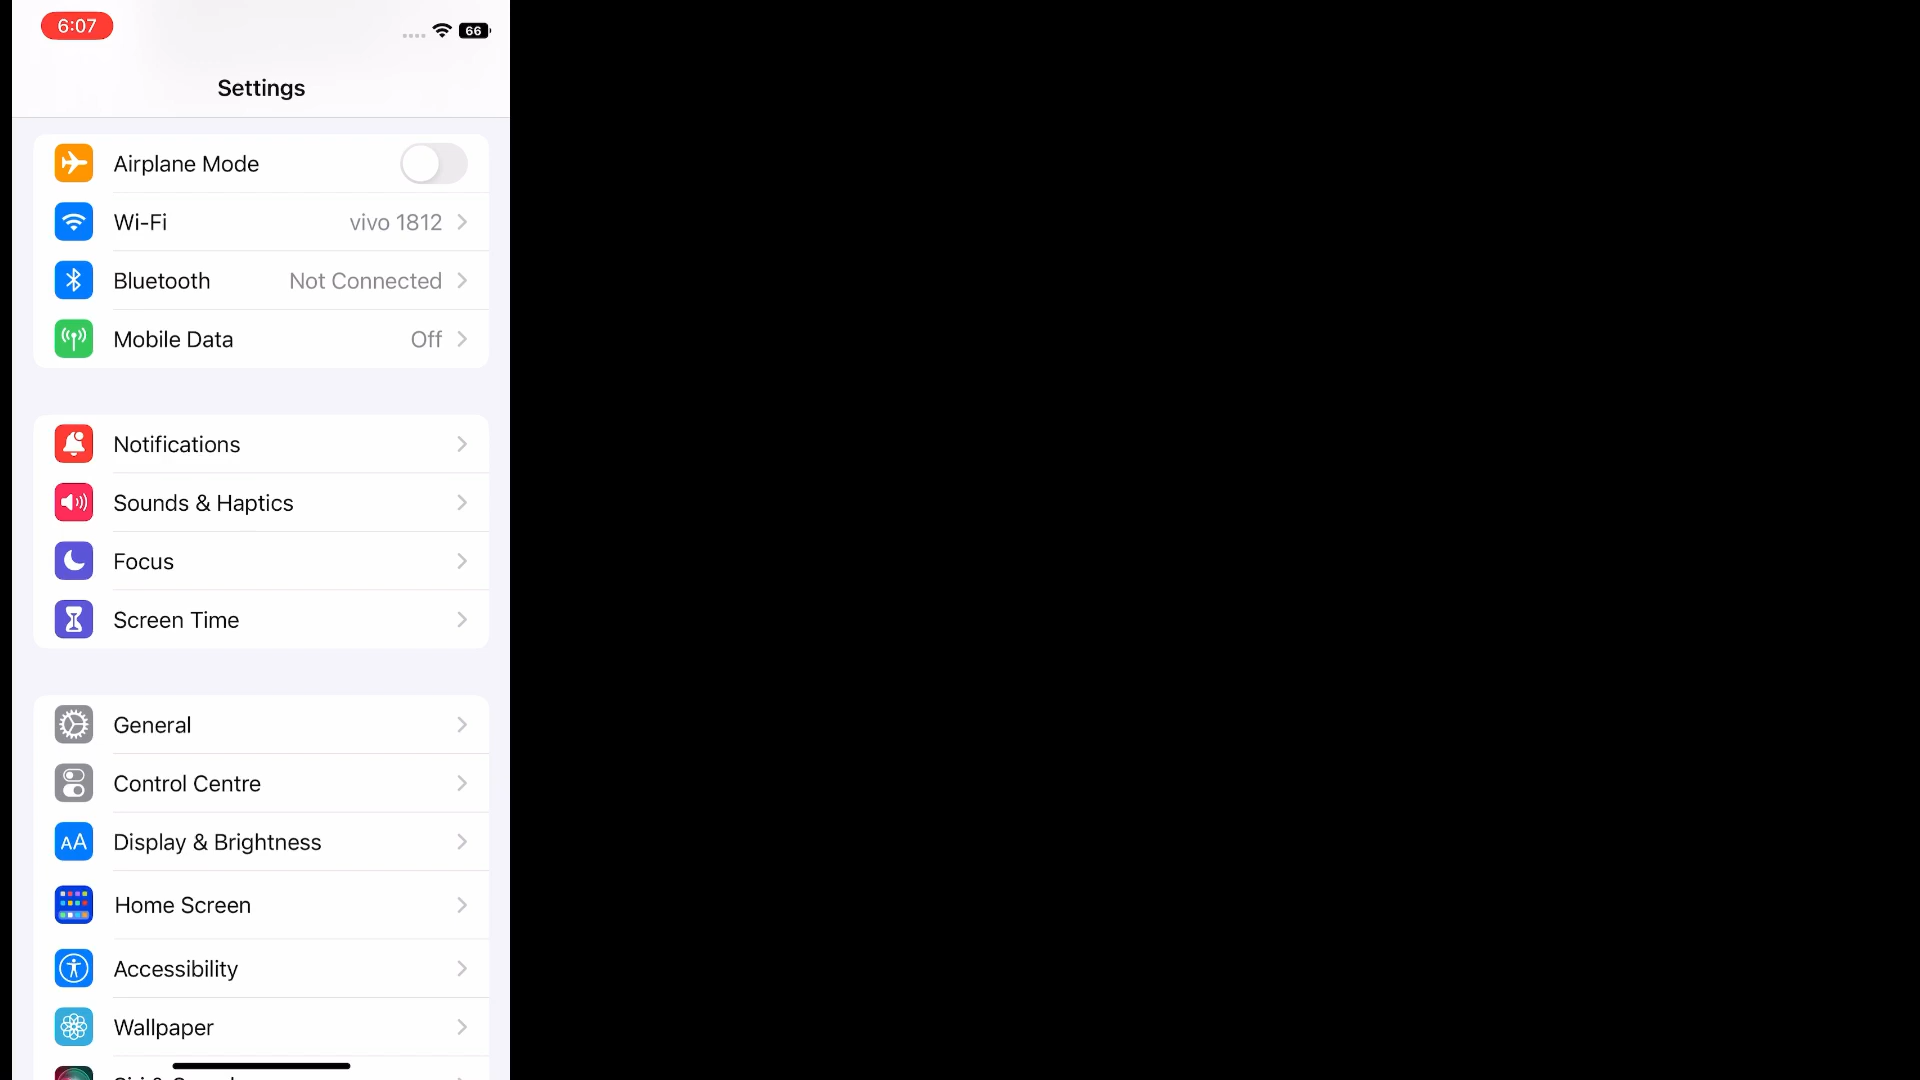 6:07
66
Settings
Airplane Mode
Wi-Fi vivo 1812
Bluetooth Not Connected
Mobile Data Off
Notifications
Sounds & Haptics
Focus
Screen Time
General
Control Centre
AA Display & Brightness
Home Screen
Accessibility
Wallpaper